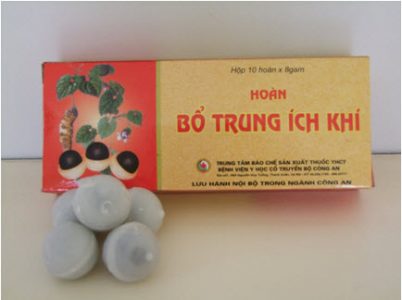 Hộp 10 hoàn x 8gam
HOÀN
BỔ TRUNG ÍCH KHÍ
TRUNG TÂM BÀO CHẾ SẢN XUẤT THUỐC YHCT
BỆNH VIỆN Y HỌC CỔ TRUYỀN BỘ CÔNG AN
LƯU HÀNH NỘI BỘ TRONG NGÀNH CÔNG AN